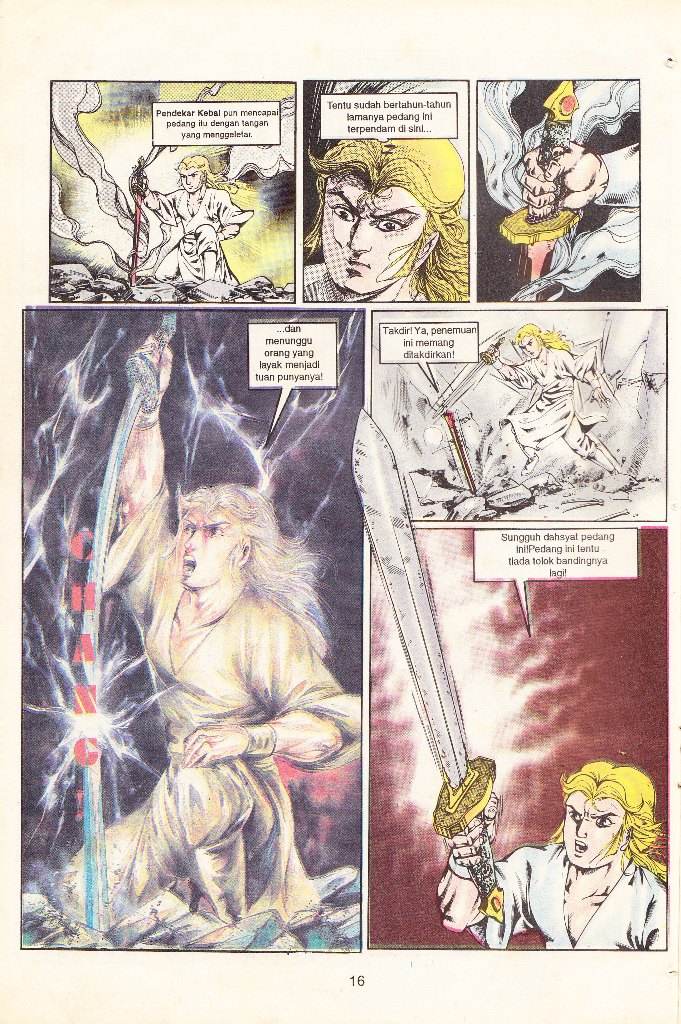 Pendekar Kebal pun mencapai
pedang itu dengan tangan
yang menggeletar.
Tentu sudah bertahun-tahun
lamanya pedang ini
terpendam di sini...
...dan
menunggu
orang yang
layak menjadi
tuan punyanya!
Takdir! Ya, penemuan
ini memang
ditakdirkan!
CHANG!
Sungguh dahsyat pedang
ini!Pedang ini tentu
tiada tolok bandingnya
lagi!
16